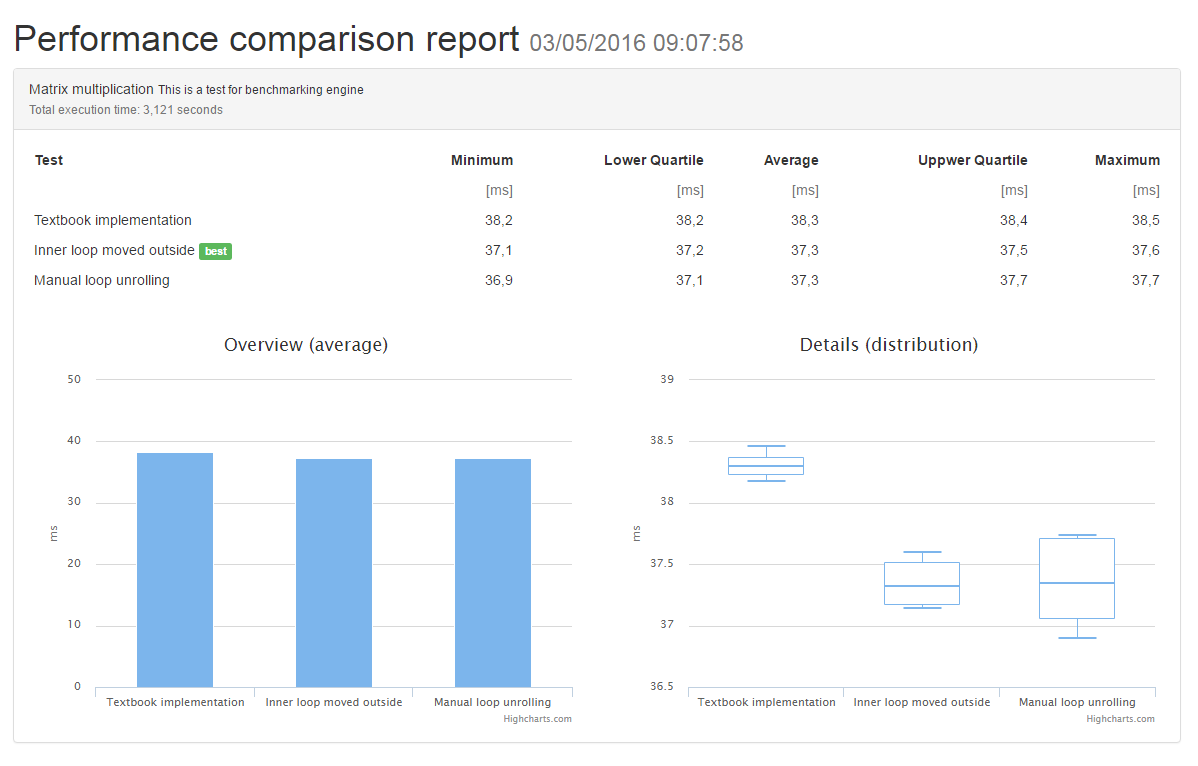 Performance comparison report 03/05/2016 09:07:58
Matrix multiplication This is a test for benchmarking engine
Total execution time: 3,121 seconds
Test Minimum Lower Quartile Average Uppwer Quartile Maximum
[ms] [ms] [ms] [ms] [ms]
Textbook implementation 38,2 38,2 38,3 38,4 38,5
Inner loop moved outside best 37,1 37,2 37,3 37,5 37,6
Manual loop unrolling 36,9 37,1 37,3 37,7 37,7
Overview (average)
50
40
30
20
10
0
ms
Textbook implementation Inner loop moved outside Manual loop unrolling
Highcharts.com
Details (distribution)
39
38.5
38
37.5
37
36.5
ms
Textbook implementation Inner loop moved outside Manual loop unrolling
Highcharts.com